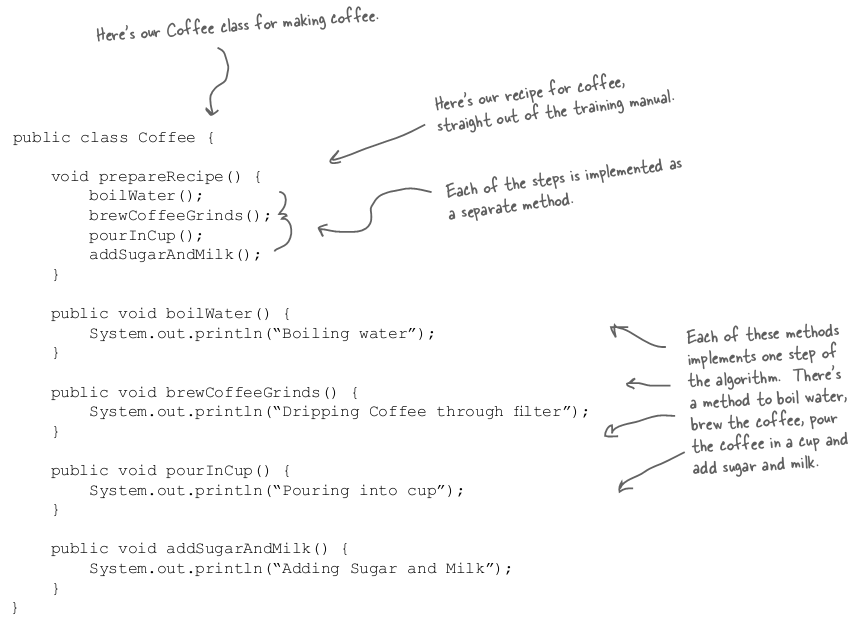 Here's our Coffee class for making coffee.
Here's our recipe for coffee,
straight out of the training manual.
public class Coffee {
void prepareRecipe() {
boilWater();
brewCoffeeGrinds();
pourInCup();
addSugarAndMilk();
}
Each of the steps is implemented as
a separate method.
public void boilWater() {
System.out.println(“Boiling water”);
}
public void brewCoffeeGrinds() {
System.out.println(“Dripping Coffee through filter”);
}
public void pourInCup() {
System.out.println(“Pouring into cup”);
}
public void addSugarAndMilk() {
System.out.println(“Adding Sugar and Milk”);
}
}
Each of these methods
implements one step of
the algorithm. There's
a method to boil water,
brew the coffee, pour
the coffee in a cup and
add sugar and milk.